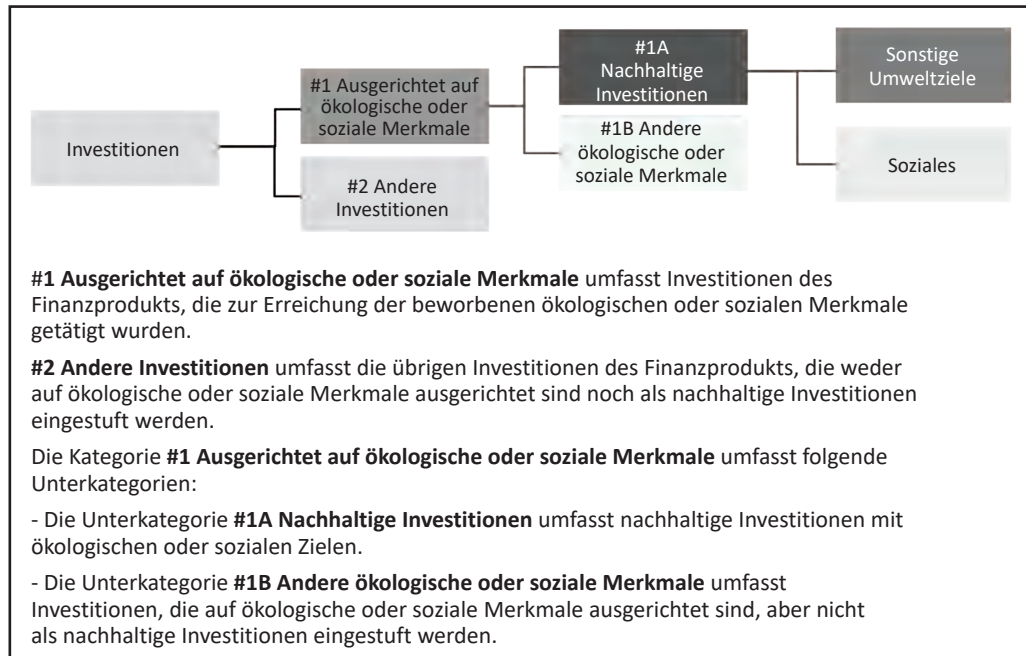 Investitionen
#1 Ausgerichtet auf
ökologische oder
soziale Merkmale
#2 Andere
Investitionen
#1A
Nachhaltige
Investitionen
#1B Andere
ökologische oder
soziale Merkmale
Sonstige
Umweltziele
Soziales
#1 Ausgerichtet auf ökologische oder soziale Merkmale umfasst Investitionen des
Finanzprodukts, die zur Erreichung der beworbenen ökologischen oder sozialen Merkmale
getätigt wurden.
#2 Andere Investitionen umfasst die übrigen Investitionen des Finanzprodukts, die weder
auf ökologische oder soziale Merkmale ausgerichtet sind noch als nachhaltige Investitionen
eingestuft werden.
Die Kategorie #1 Ausgerichtet auf ökologische oder soziale Merkmale umfasst folgende
Unterkategorien:
- Die Unterkategorie #1A Nachhaltige Investitionen umfasst nachhaltige Investitionen mit
ökologischen oder sozialen Zielen.
- Die Unterkategorie #1B Andere ökologische oder soziale Merkmale umfasst
Investitionen, die auf ökologische oder soziale Merkmale ausgerichtet sind, aber nicht
als nachhaltige Investitionen eingestuft werden.